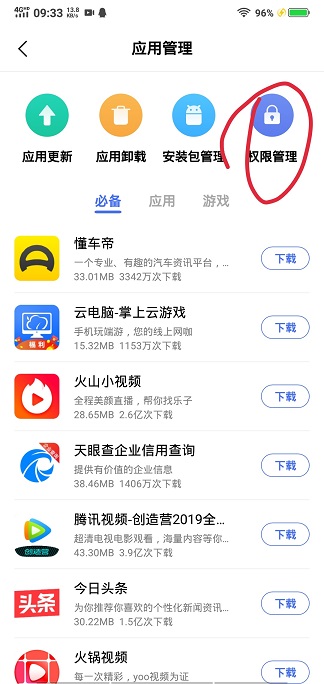 4G HD 09:33 13.8 KB/S 96%
应用管理
应用更新 应用卸载 安装包管理 权限管理
必备 应用 游戏
懂车帝
一个专业、有趣的汽车资讯平台，...
33.01MB 3342万次下载
下载
云电脑-掌上云游戏
手机玩端游，您的线上网咖
15.32MB 1153万次下载
下载
福利
火山小视频
全程美颜直播，帮你找乐子
28.65MB 2.6亿次下载
下载
天眼查企业信用查询
提供有价值的企业信息
38.46MB 1406万次下载
下载
腾讯视频-创造营2019全...
超清电视电影观看，海量内容等你...
43.30MB 3.9亿次下载
下载
创造营
今日头条
为你推荐你喜欢的个性化新闻资讯...
30.22MB 1.5亿次下载
下载
头条
火锅视频
每一次精彩，yoo视频为证
下载